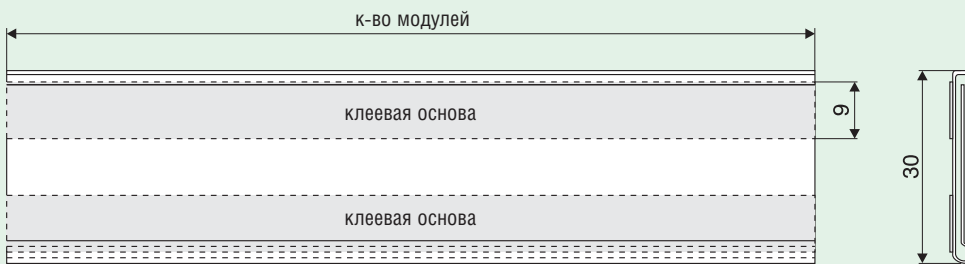 к-во модулей
клеевая основа
9
30
клеевая основа